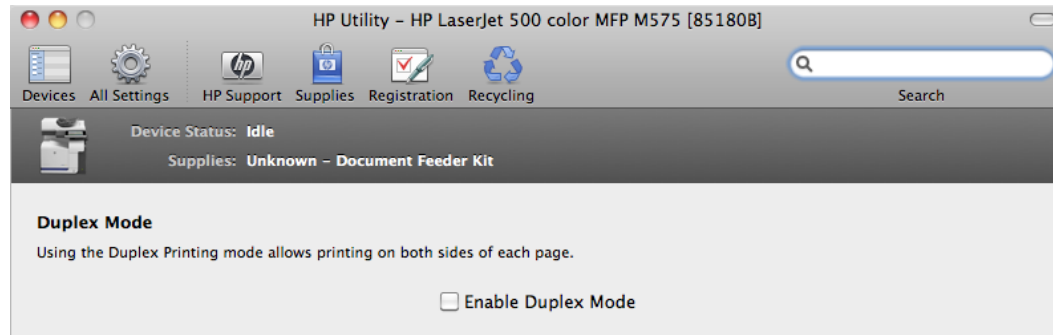 HP Utility – HP LaserJet 500 color MFP M575 [85180B]
Devices All Settings HP Support Supplies Registration Recycling Search
Device Status: Idle
Supplies: Unknown – Document Feeder Kit
Duplex Mode
Using the Duplex Printing mode allows printing on both sides of each page.
Enable Duplex Mode